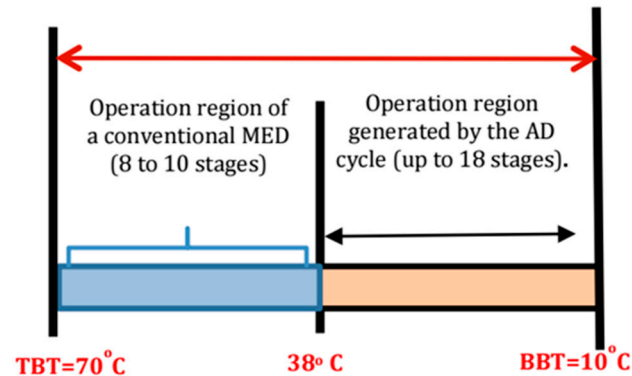 Operation region of
a conventional MED
(8 to 10 stages)
Operation region
generated by the AD
cycle (up to 18 stages).
TBT=70°C
38° C
BBT=10°C